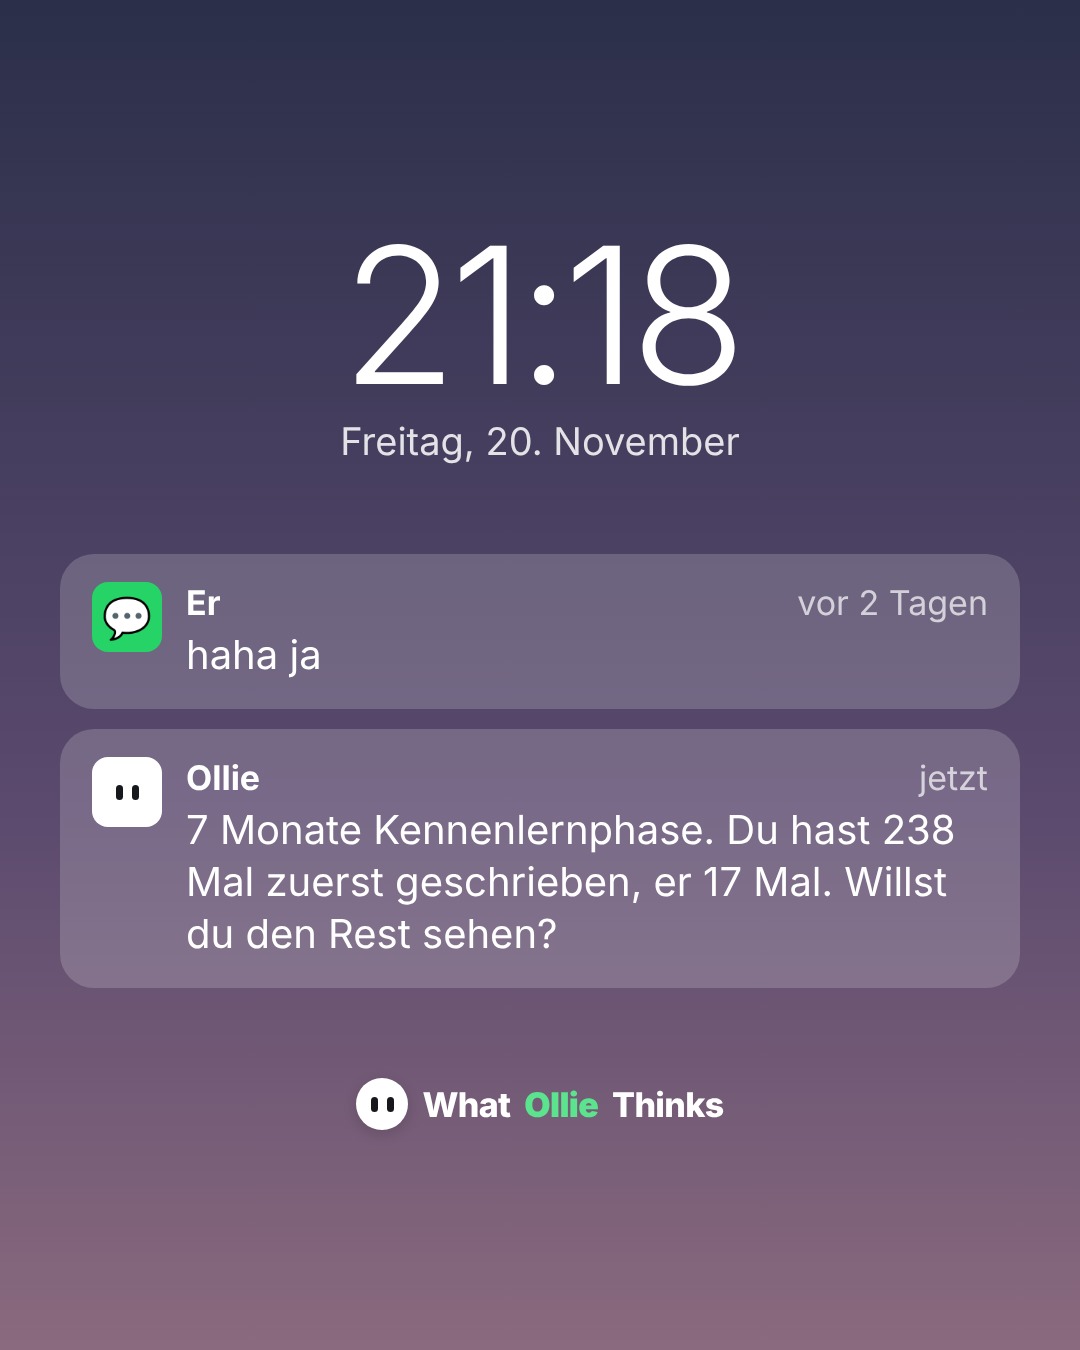 21:18
Freitag, 20. November
Er
vor 2 Tagen
haha ja
Ollie
jetzt
7 Monate Kennenlernphase. Du hast 238
Mal zuerst geschrieben, er 17 Mal. Willst
du den Rest sehen?
What Ollie Thinks